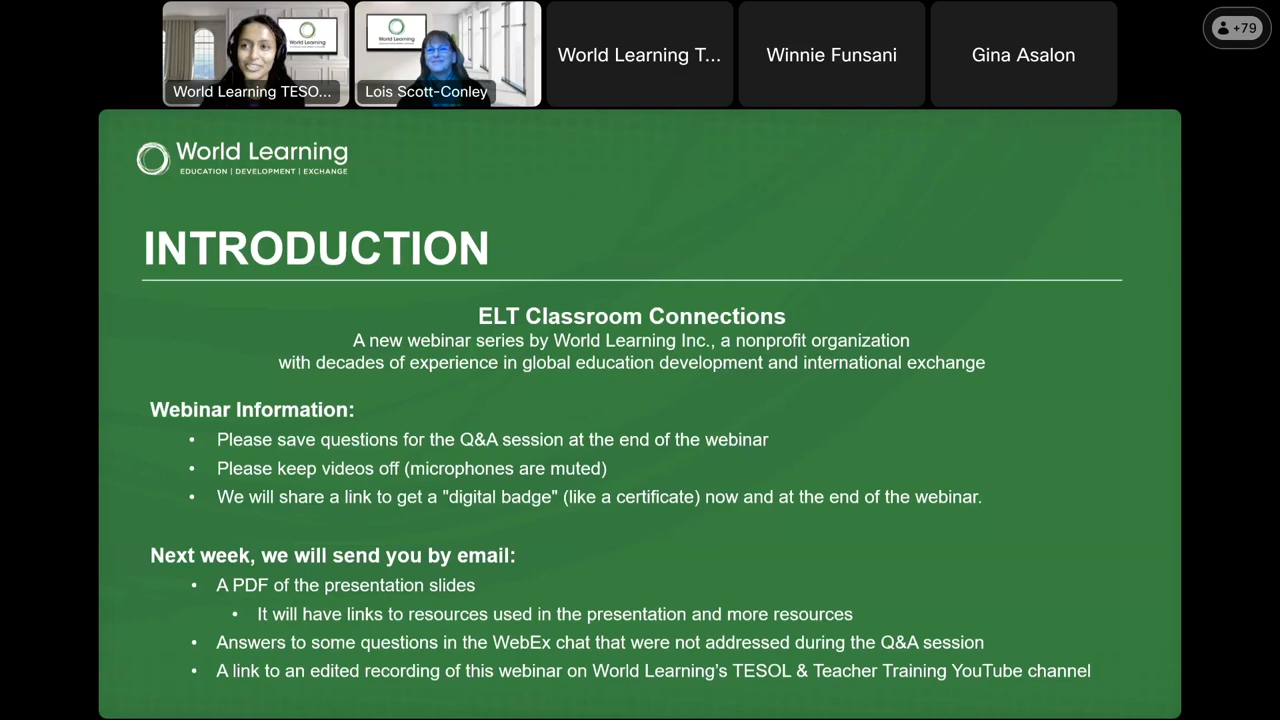 World Learning TESO...
Lois Scott-Conley
World Learning T...
Winnie Funsani
Gina Asalon
+79
World Learning
EDUCATION | DEVELOPMENT | EXCHANGE
INTRODUCTION
ELT Classroom Connections
A new webinar series by World Learning Inc., a nonprofit organization
with decades of experience in global education development and international exchange
Webinar Information:
• Please save questions for the Q&A session at the end of the webinar
• Please keep videos off (microphones are muted)
• We will share a link to get a "digital badge" (like a certificate) now and at the end of the webinar.
Next week, we will send you by email:
• A PDF of the presentation slides
• It will have links to resources used in the presentation and more resources
• Answers to some questions in the WebEx chat that were not addressed during the Q&A session
• A link to an edited recording of this webinar on World Learning's TESOL & Teacher Training YouTube channel